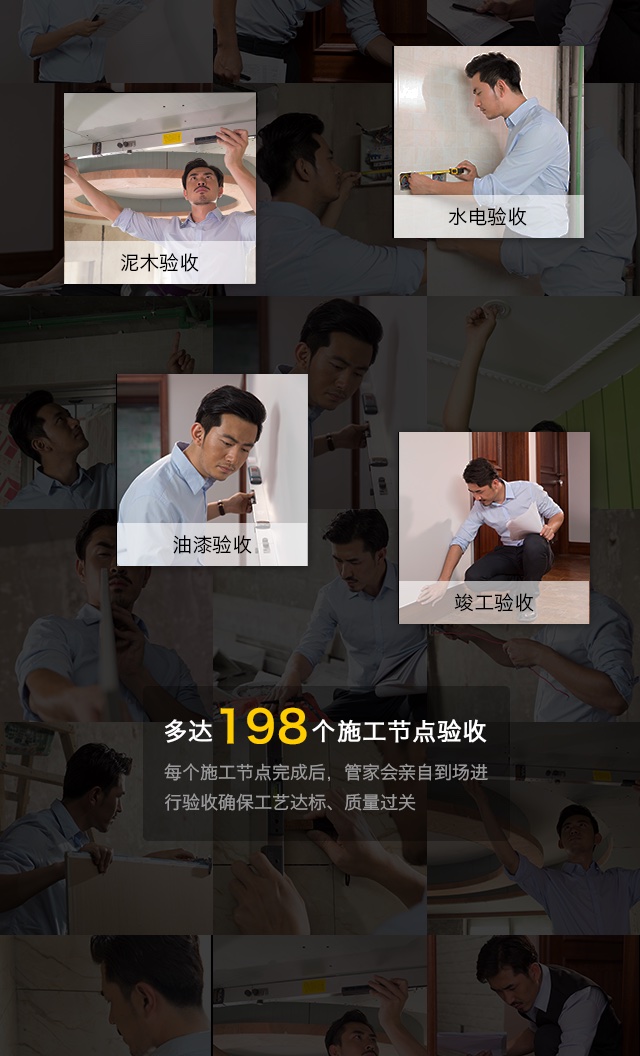 水电验收
泥木验收
油漆验收
竣工验收
多达198个施工节点验收
每个施工节点完成后，管家会亲自到场进
行验收确保工艺达标、质量过关